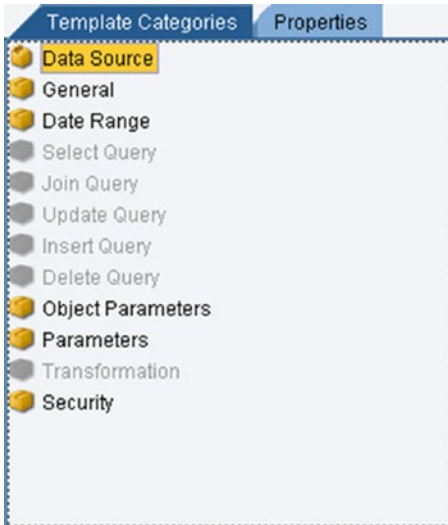 Template Categories Properties
Data Source
General
Date Range
Select Query
Join Query
Update Query
Insert Query
Delete Query
Object Parameters
Parameters
Transformation
Security